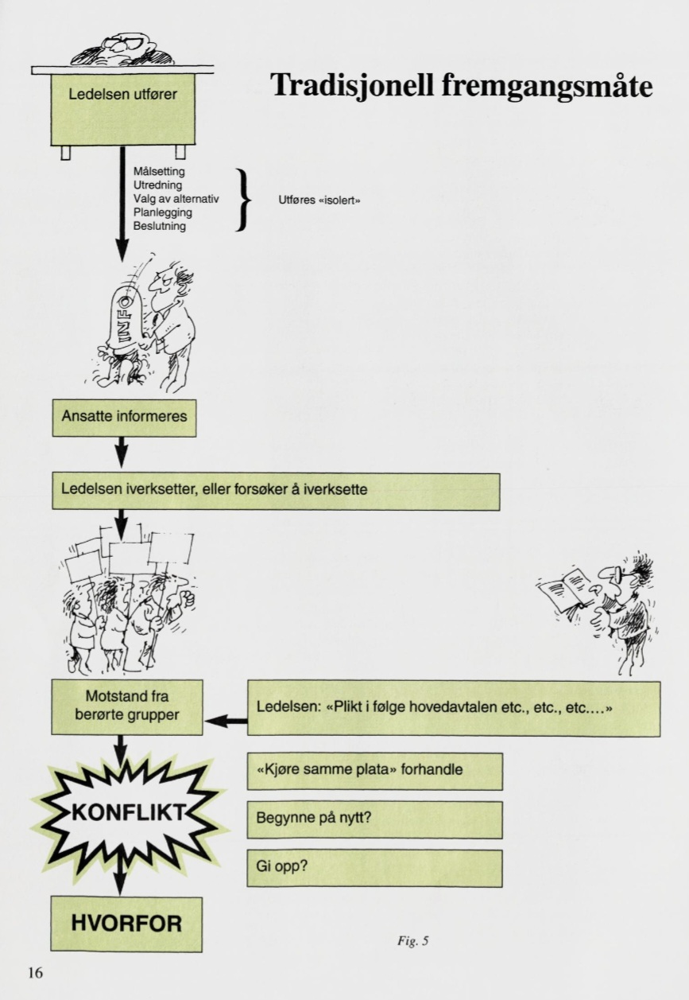 Tradisjonell fremgangsmåte
Ledelsen utfører
Målsetting
Utredning
Valg av alternativ
Planlegging
Beslutning
Utføres «isolert»
INFO
Ansatte informeres
Ledelsen iverksetter, eller forsøker å iverksette
Motstand fra
berørte grupper
Ledelsen: «Plikt i følge hovedavtalen etc., etc., etc....»
KONFLIKT
«Kjøre samme plata» forhandle
Begynne på nytt?
Gi opp?
HVORFOR
Fig. 5
16